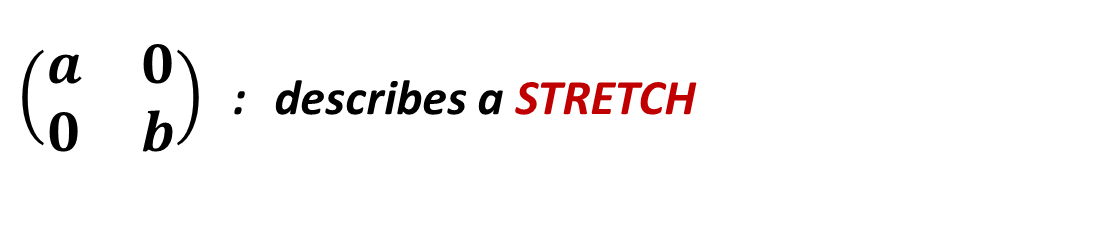 (a 0
0 b) : describes a STRETCH